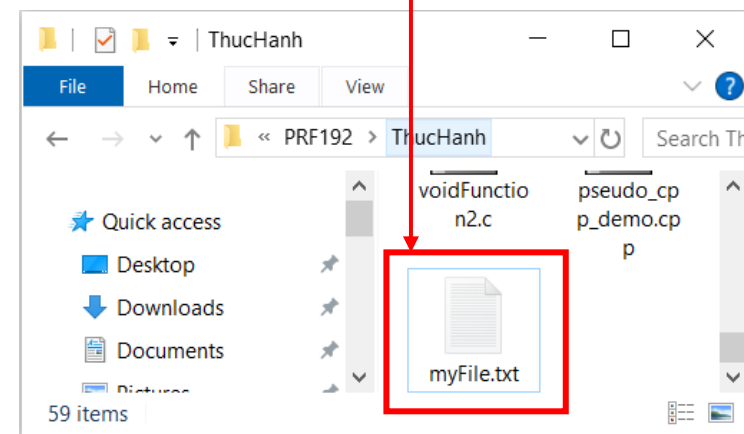 ThucHanh
File Home Share View
PRF192 > ThucHanh
Search Th
voidFunctio
n2.c
pseudo_cp
p_demo.cp
p
Quick access
Desktop
Downloads
Documents
Pictures
myFile.txt
59 items